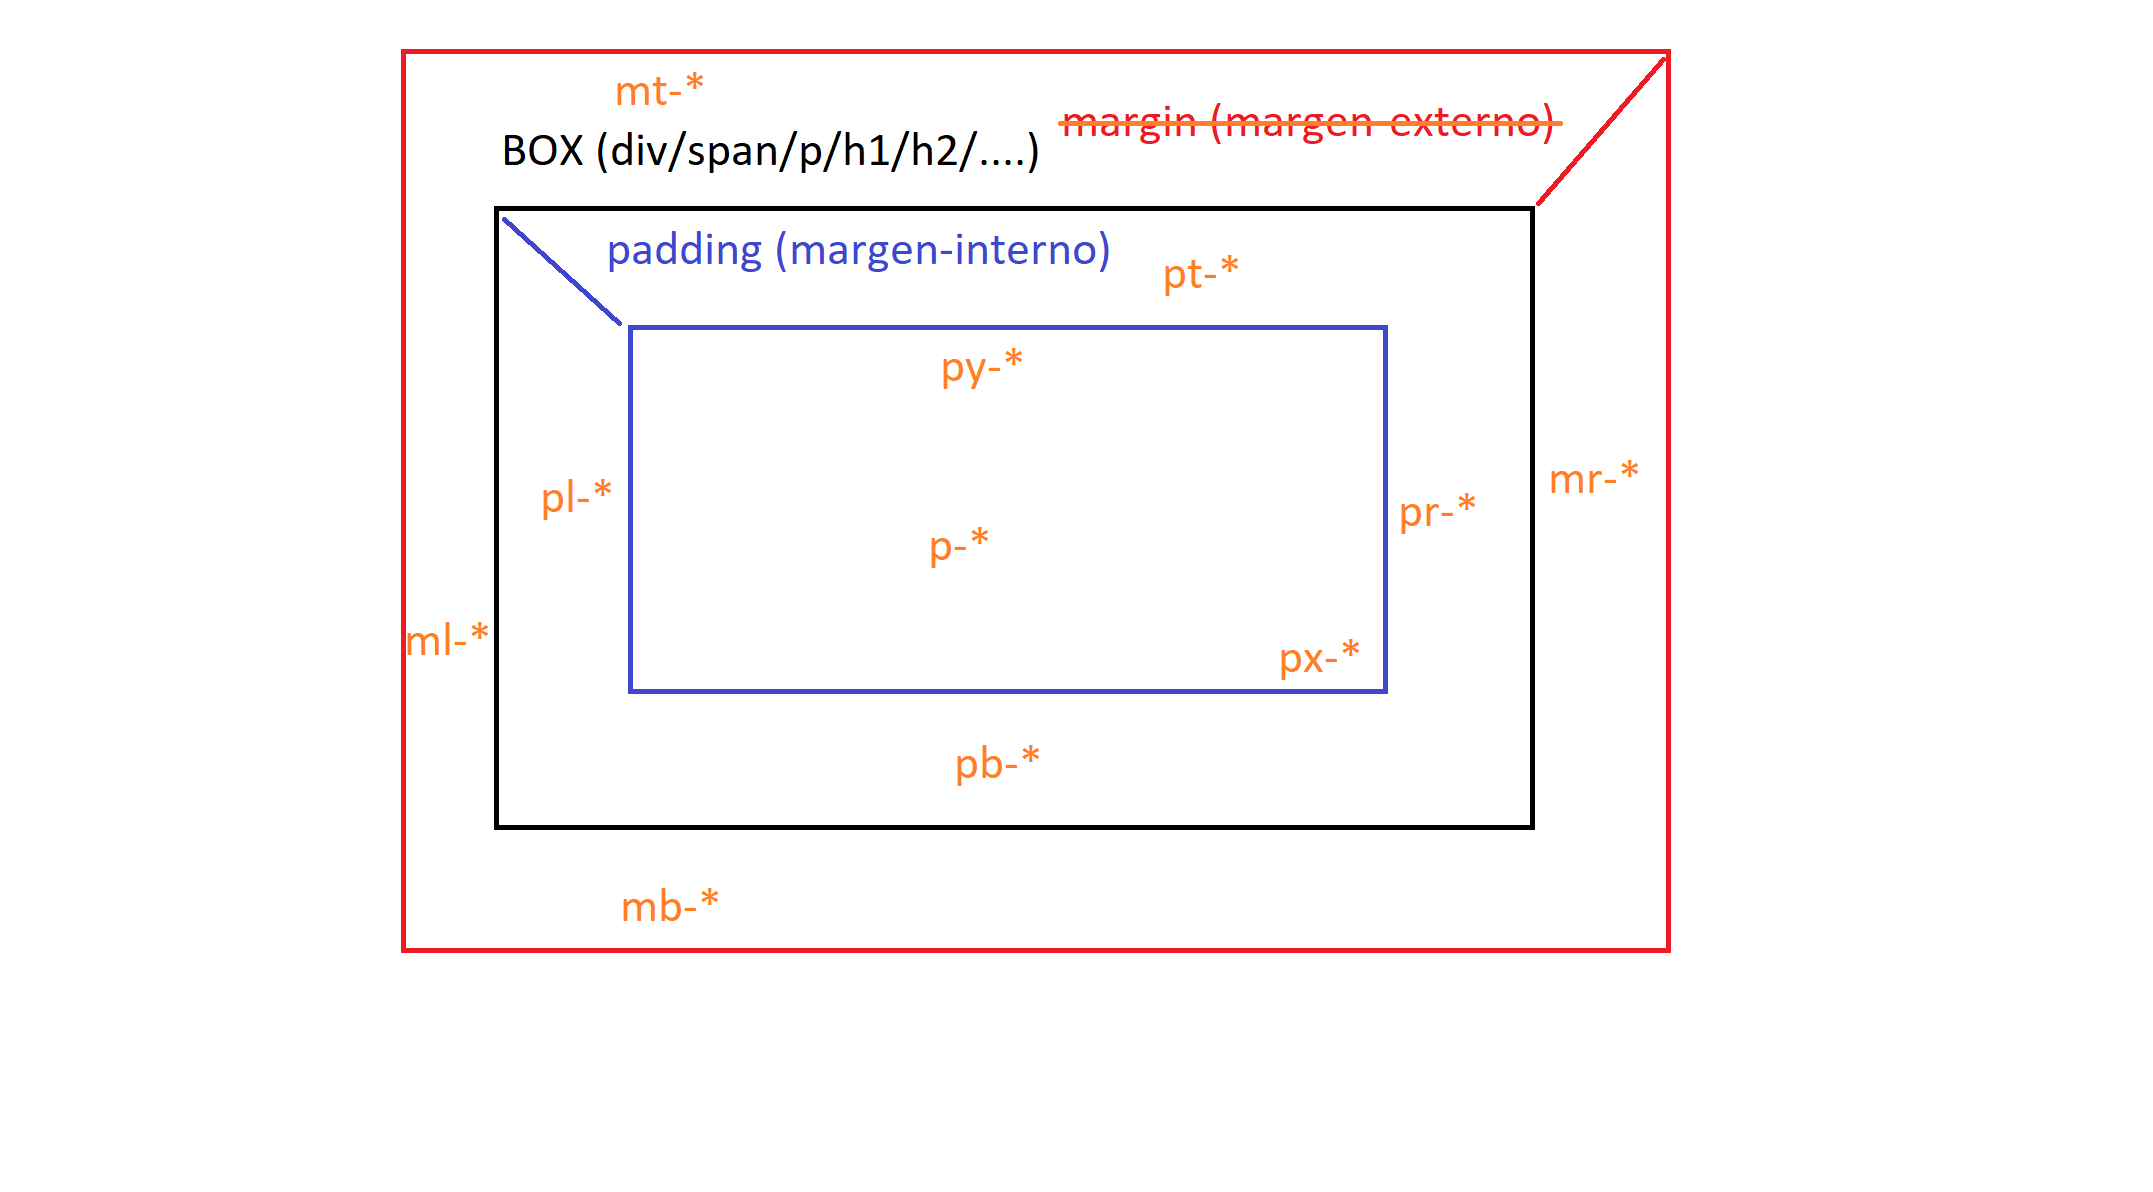 mt-*
margin (margen-externo)
BOX (div/span/p/h1/h2/....)
padding (margen-interno)
pt-*
py-*
pl-*
pr-*
mr-*
p-*
ml-*
px-*
pb-*
mb-*